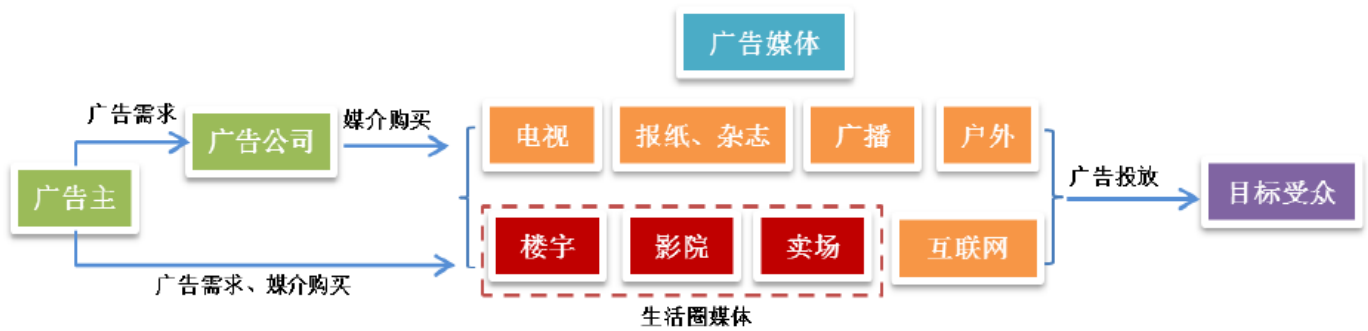 广告媒体
广告需求
广告公司
媒介购买
电视
报纸、杂志
广播
户外
广告主
广告投放
目标受众
楼宇
影院
卖场
互联网
广告需求、媒介购买
生活圈媒体